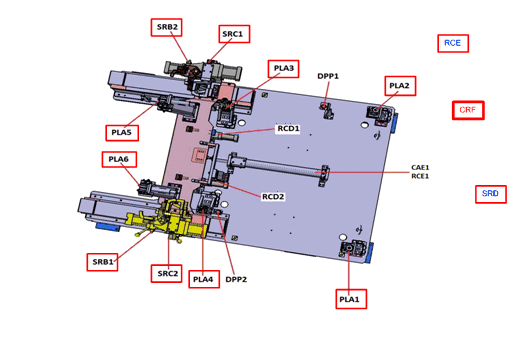 SRB2
SRC1
RCE
PLA3
DPP1
PLA2
CRF
RCD1
PLA5
PLA6
CAE1
RCE1
RCD2
SRD
SRB1
SRC2
PLA4
DPP2
PLA1